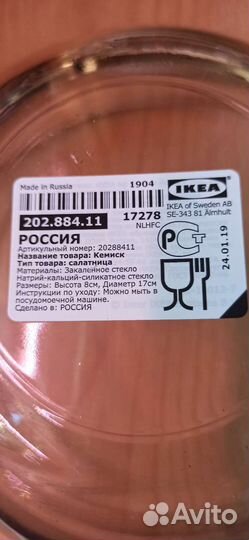 Made in Russia 1904
IKEA
202.884.11 17278
NLHFC
IKEA of Sweden AB
SE-343 81 Älmhult
РОССИЯ
Артикульный номер: 20288411
Название товара: Кемиск
Тип товара: салатница
Материалы: Закаленное стекло
Натрий-кальций-силикатное стекло
Размеры: Высота 8см, Диаметр 17см
Инструкции по уходу: Можно мыть в
посудомоечной машине.
Сделано в: РОССИЯ
РСТ
24.01.19
Avito